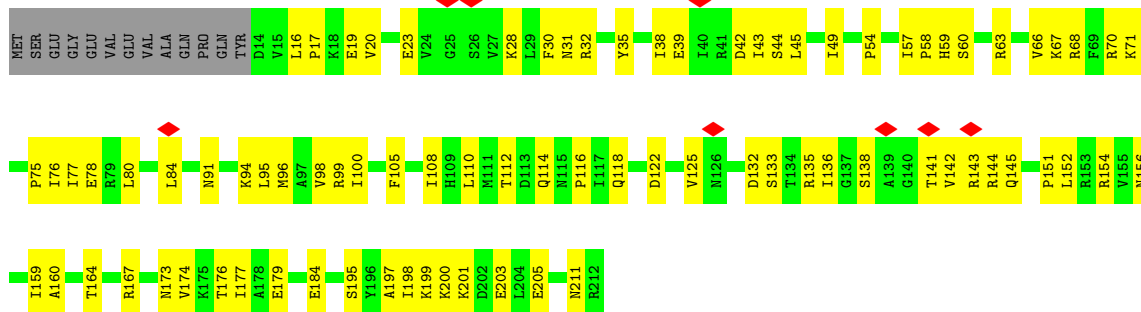 MET SER GLU GLY GLU VAL GLU VAL ALA GLN PRO GLN TYR D14 V15 L16 P17 K18 E19 V20 E23 V24 G25 S26 V27 K28 L29 F30 N31 R32 Y35 I38 E39 I40 R41 D42 I43 S44 L45 I49 P54 I57 P58 H59 S60 R63 V66 K67 R68 F69 R70 K71
P75 I76 I77 E78 R79 L80 L84 N91 K94 L95 M96 A97 V98 R99 I100 F105 I108 H109 L110 M111 T112 D113 Q114 N115 P116 I117 Q118 D122 V125 N126 D132 S133 T134 R135 I136 G137 S138 A139 G140 T141 V142 R143 R144 Q145 P151 L152 R153 R154 V155 N156
I159 A160 T164 R167 N173 V174 K175 T176 I177 A178 E179 E184 S195 Y196 A197 I198 K199 K200 K201 D202 E203 L204 E205 N211 R212